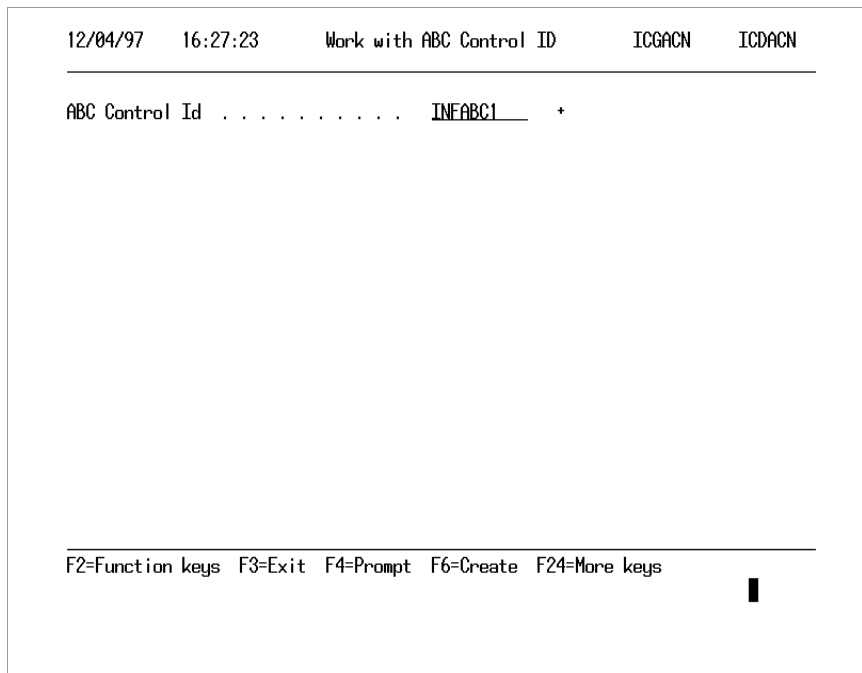 12/04/97 16:27:23 Work with ABC Control ID ICGACN ICDACN
ABC Control Id . . . . . . . . . . INFABC1 +
F2=Function keys F3=Exit F4=Prompt F6=Create F24=More keys